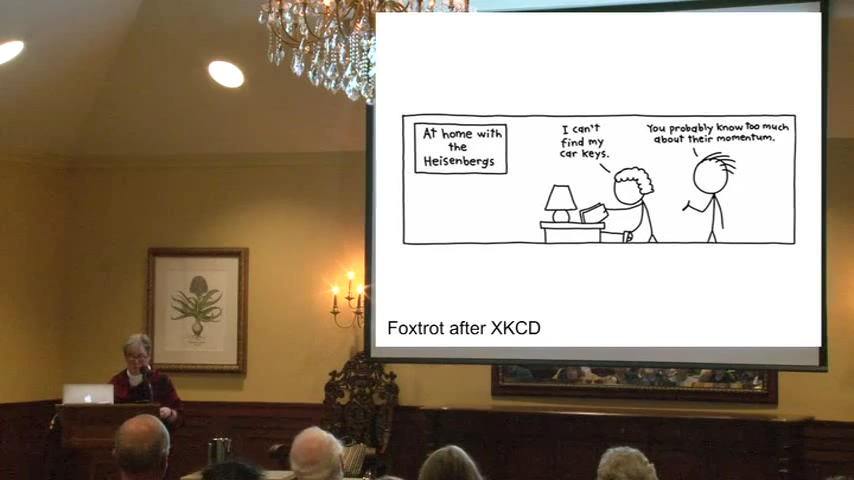 At home with
the
Heisenbergs
I can't
find my
car keys.
You probably know too much
about their momentum.
Foxtrot after XKCD